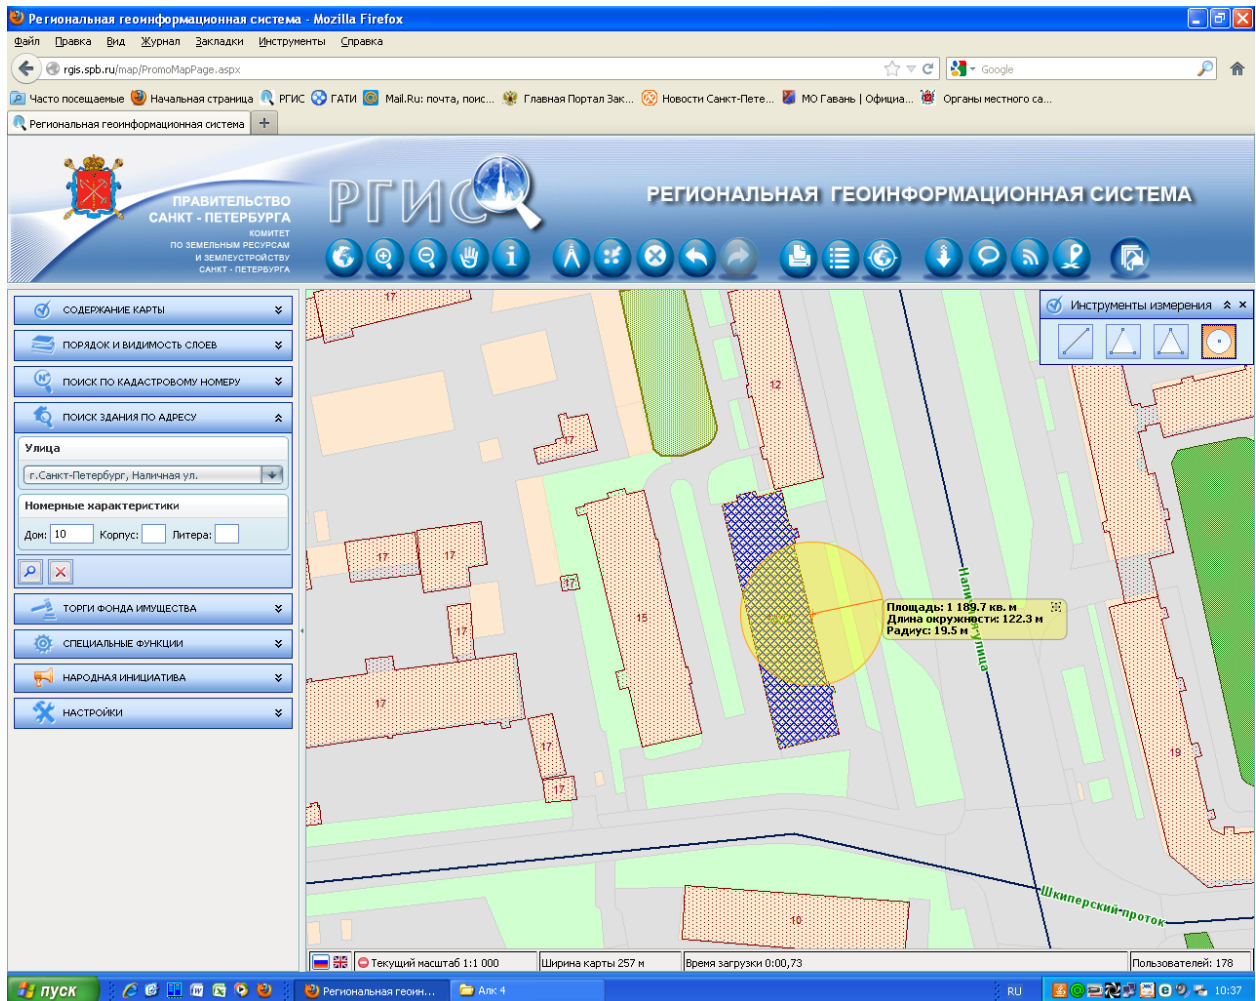 Региональная геоинформационная система - Mozilla Firefox
Файл Правка Вид Журнал Закладки Инструменты Справка
rgis.spb.ru/map/PromoMapPage.aspx
Google
Часто посещаемые Начальная страница РГИС ГАТИ Mail.Ru: почта, поис... Главная Портал Зак... Новости Санкт-Пете... МО Гавань | Официа... Органы местного са...
Региональная геоинформационная система +
ПРАВИТЕЛЬСТВО
САНКТ - ПЕТЕРБУРГА
КОМИТЕТ
ПО ЗЕМЕЛЬНЫМ РЕСУРСАМ
И ЗЕМЛЕУСТРОЙСТВУ
САНКТ - ПЕТЕРБУРГА
РГИС
РЕГИОНАЛЬНАЯ ГЕОИНФОРМАЦИОННАЯ СИСТЕМА
СОДЕРЖАНИЕ КАРТЫ
ПОРЯДОК И ВИДИМОСТЬ СЛОЕВ
ПОИСК ПО КАДАСТРОВОМУ НОМЕРУ
ПОИСК ЗДАНИЯ ПО АДРЕСУ
Улица
г.Санкт-Петербург, Наличная ул.
Номерные характеристики
Дом: 10 Корпус: Литера:
ТОРГИ ФОНДА ИМУЩЕСТВА
СПЕЦИАЛЬНЫЕ ФУНКЦИИ
НАРОДНАЯ ИНИЦИАТИВА
НАСТРОЙКИ
Инструменты измерения
17
12
17
17
17
17
15
17
17
17
17
19
10
Площадь: 1 189.7 кв. м
Длина окружности: 122.3 м
Радиус: 19.5 м
Наличная улица
Шкиперский проток
Текущий масштаб 1:1 000
Ширина карты 257 м
Время загрузки 0:00,73
Пользователей: 178
пуск
Региональная геоин...
Алк 4
RU
10:37